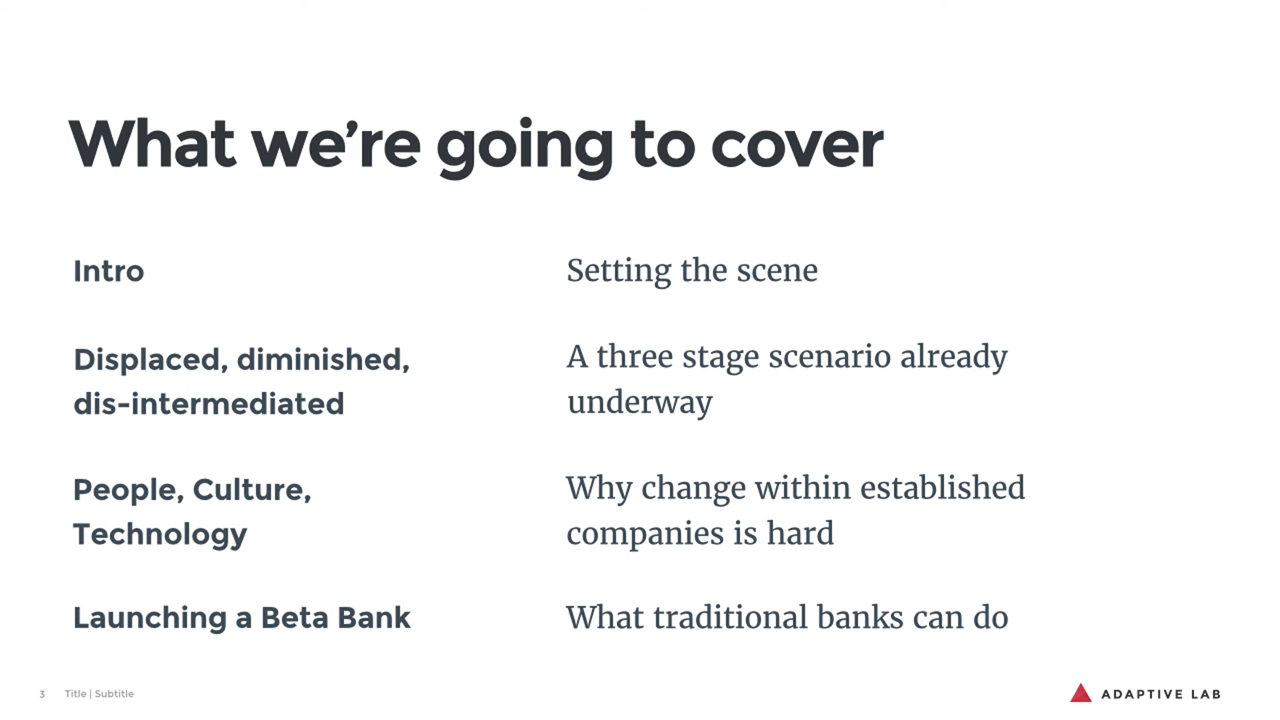 What we’re going to cover
Intro
Setting the scene
Displaced, diminished,
dis-intermediated
A three stage scenario already
underway
People, Culture,
Technology
Why change within established
companies is hard
Launching a Beta Bank
What traditional banks can do
3 Title | Subtitle
ADAPTIVE LAB